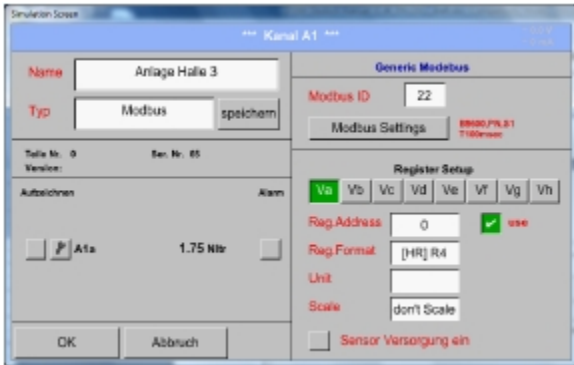 Simulation Screen
*** Kanal A1 ***
Name
Anlage Halle 3
Typ
Modbus
speichern
Teile Nr. 0
Ser. Nr. 65
Version:
Aufzeichnen
Alarm
A1a
1.75 Nltr
OK
Abbruch
Generic Modebus
Modbus ID
22
Modbus Settings
T100msec
Register Setup
Va
Vb
Vc
Vd
Ve
Vf
Vg
Vh
Reg.Address
0
use
Reg.Format
[HR] R4
Unit
Scale
don't Scale
Sensor Versorgung ein